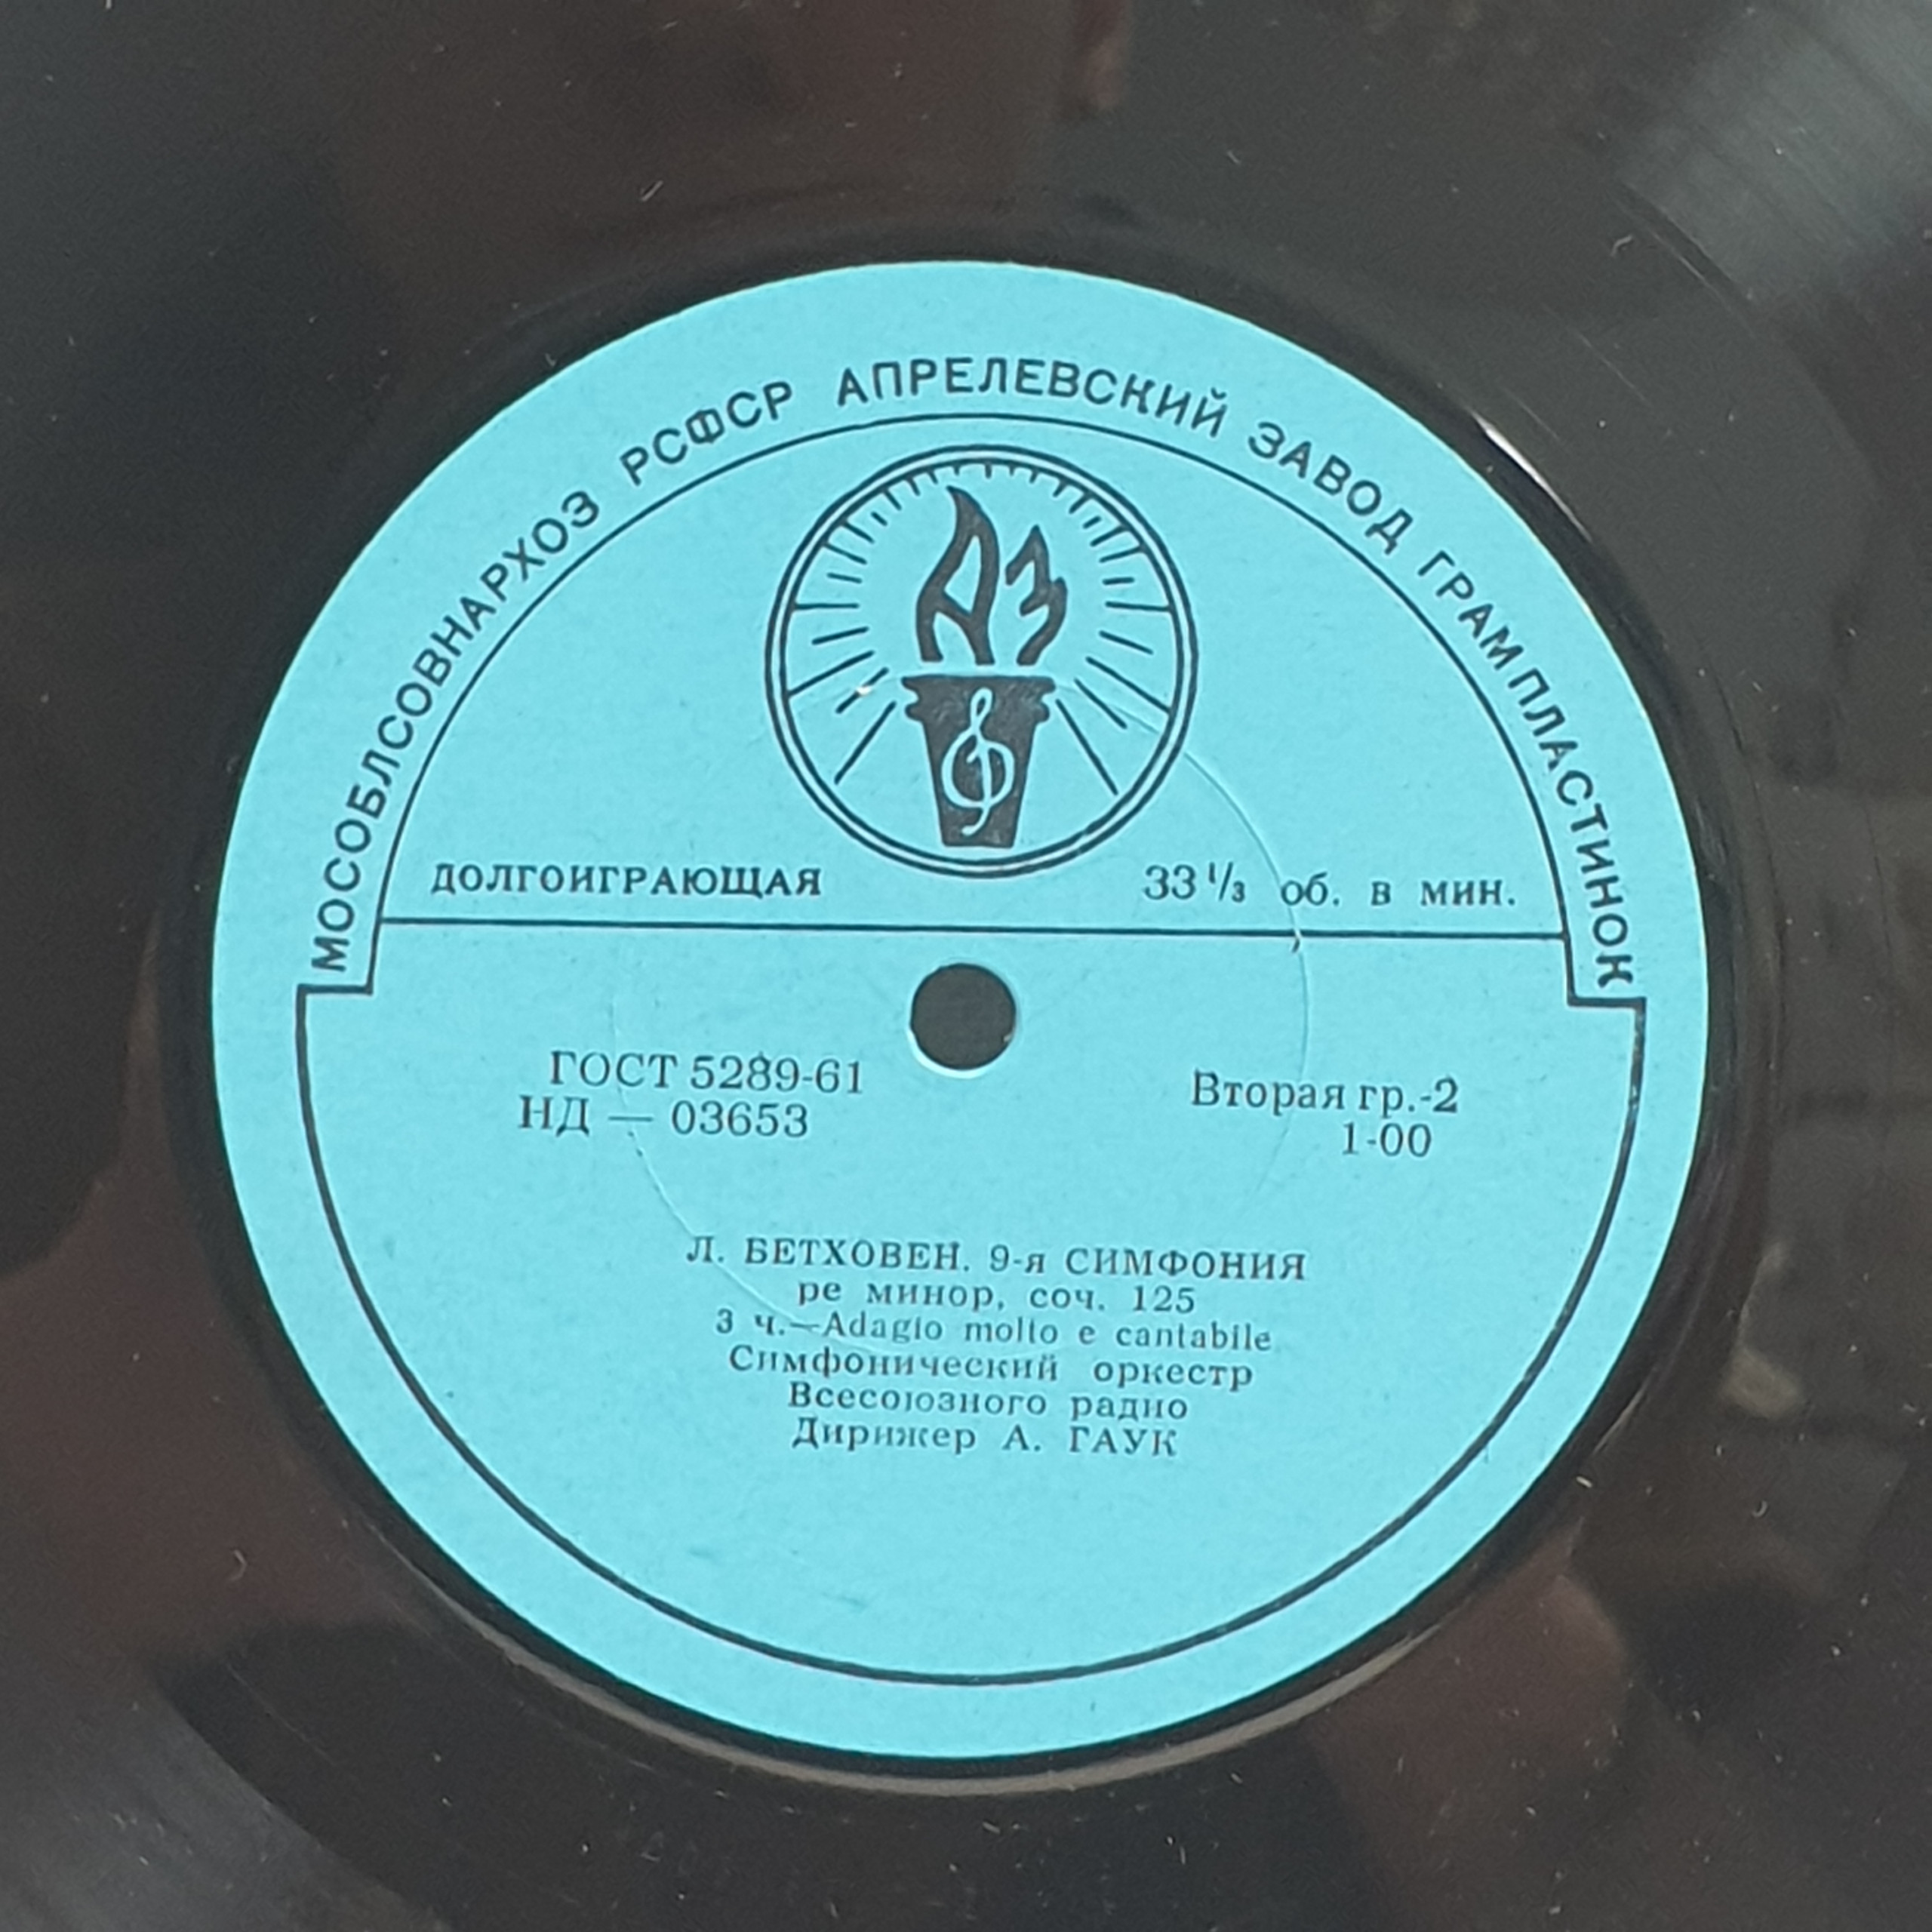 МОСОБЛСОВНАРХОЗ РСФСР АПРЕЛЕВСКИЙ ЗАВОД ГРАМПЛАСТИНОК
АЗ
ДОЛГОИГРАЮЩАЯ 33 1/3 об. в мин.
ГОСТ 5289-61 Вторая гр.-2
НД — 03653 1-00
Л. БЕТХОВЕН. 9-я СИМФОНИЯ
ре минор, соч. 125
3 ч.—Adagio molto e cantabile
Симфонический оркестр
Всесоюзного радио
Дирижер А. ГАУК